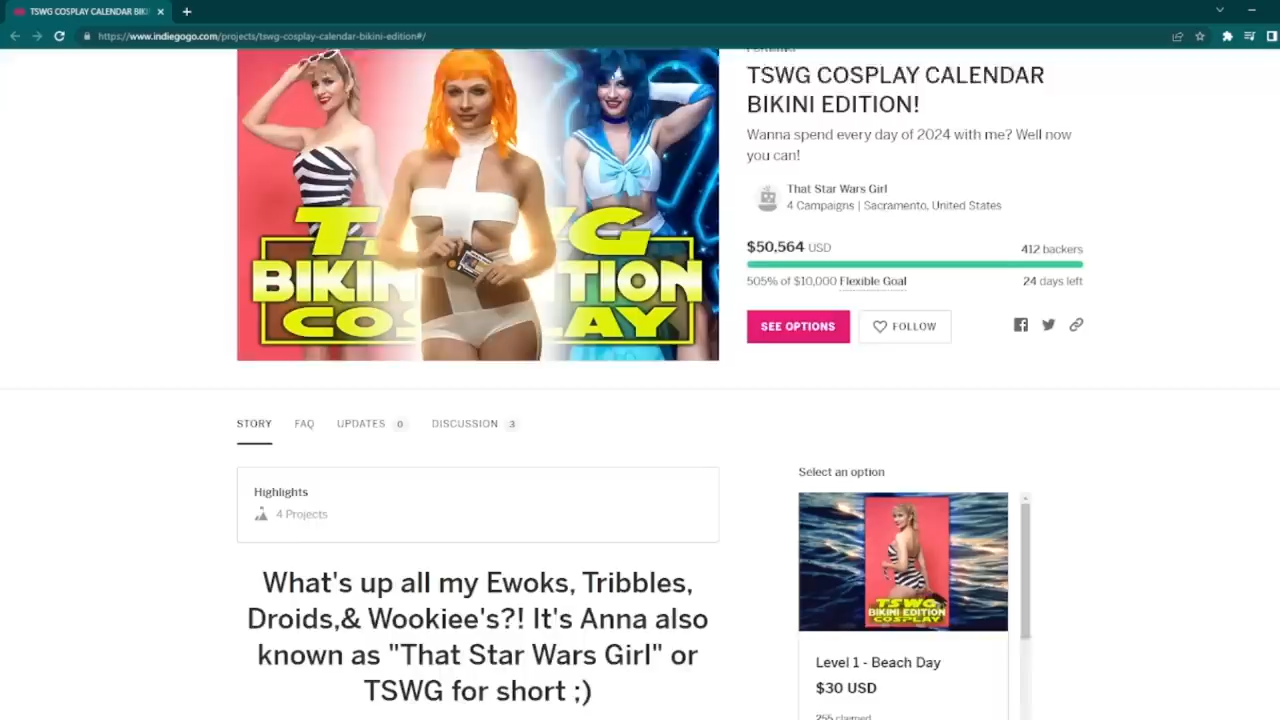 TSWG COSPLAY CALENDAR BIKI
https://www.indiegogo.com/projects/tswg-cosplay-calendar-bikini-edition#/
TSWG COSPLAY CALENDAR
BIKINI EDITION!
Wanna spend every day of 2024 with me? Well now
you can!
That Star Wars Girl
4 Campaigns | Sacramento, United States
$50,564 USD
412 backers
505% of $10,000 Flexible Goal
24 days left
SEE OPTIONS
FOLLOW
STORY
FAQ
UPDATES 0
DISCUSSION 3
Highlights
4 Projects
What's up all my Ewoks, Tribbles,
Droids,& Wookiee's?! It's Anna also
known as "That Star Wars Girl" or
TSWG for short ;)
Select an option
TSWG
BIKINI EDITION
COSPLAY
Level 1 - Beach Day
$30 USD
255 claimed